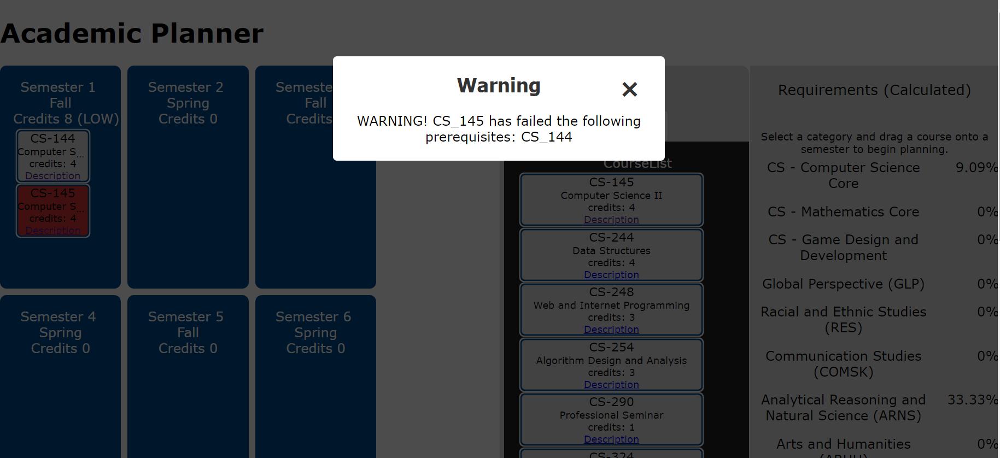 Academic Planner
Warning
×
WARNING! CS_145 has failed the following
prerequisites: CS_144
Semester 1
Fall
Credits 8 (LOW)
CS-144
Computer S...
credits: 4
Description
CS-145
Computer S...
credits: 4
Description
Semester 2
Spring
Credits 0
Semeste
Fall
Credits
Semester 4
Spring
Credits 0
Semester 5
Fall
Credits 0
Semester 6
Spring
Credits 0
CourseList
CS-145
Computer Science II
credits: 4
Description
CS-244
Data Structures
credits: 4
Description
CS-248
Web and Internet Programming
credits: 3
Description
CS-254
Algorithm Design and Analysis
credits: 3
Description
CS-290
Professional Seminar
credits: 1
Description
CS-324
Requirements (Calculated)
Select a category and drag a course onto a
semester to begin planning.
CS - Computer Science 9.09%
Core
CS - Mathematics Core 0%
CS - Game Design and 0%
Development
Global Perspective (GLP) 0%
Racial and Ethnic Studies 0%
(RES)
Communication Studies 0%
(COMSK)
Analytical Reasoning and 33.33%
Natural Science (ARNS)
Arts and Humanities 0%